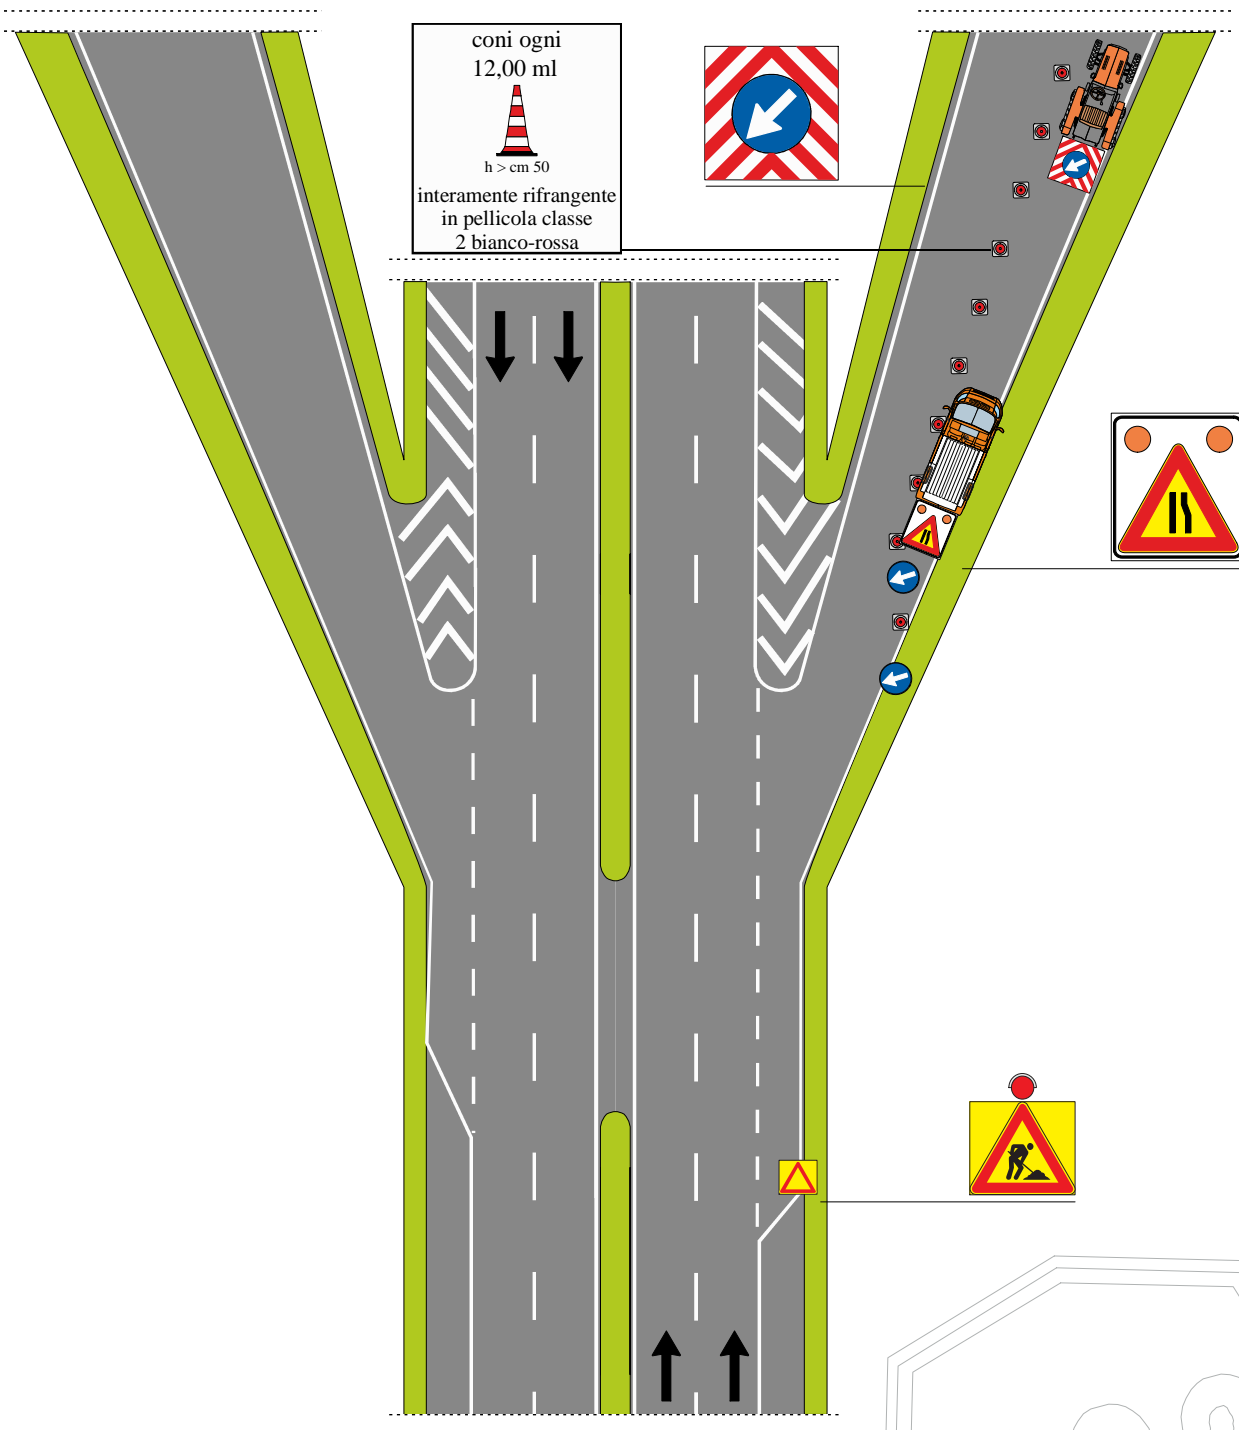 coni ogni
12,00 ml
h > cm 50
interamente rifrangente
in pellicola classe
2 bianco-rossa